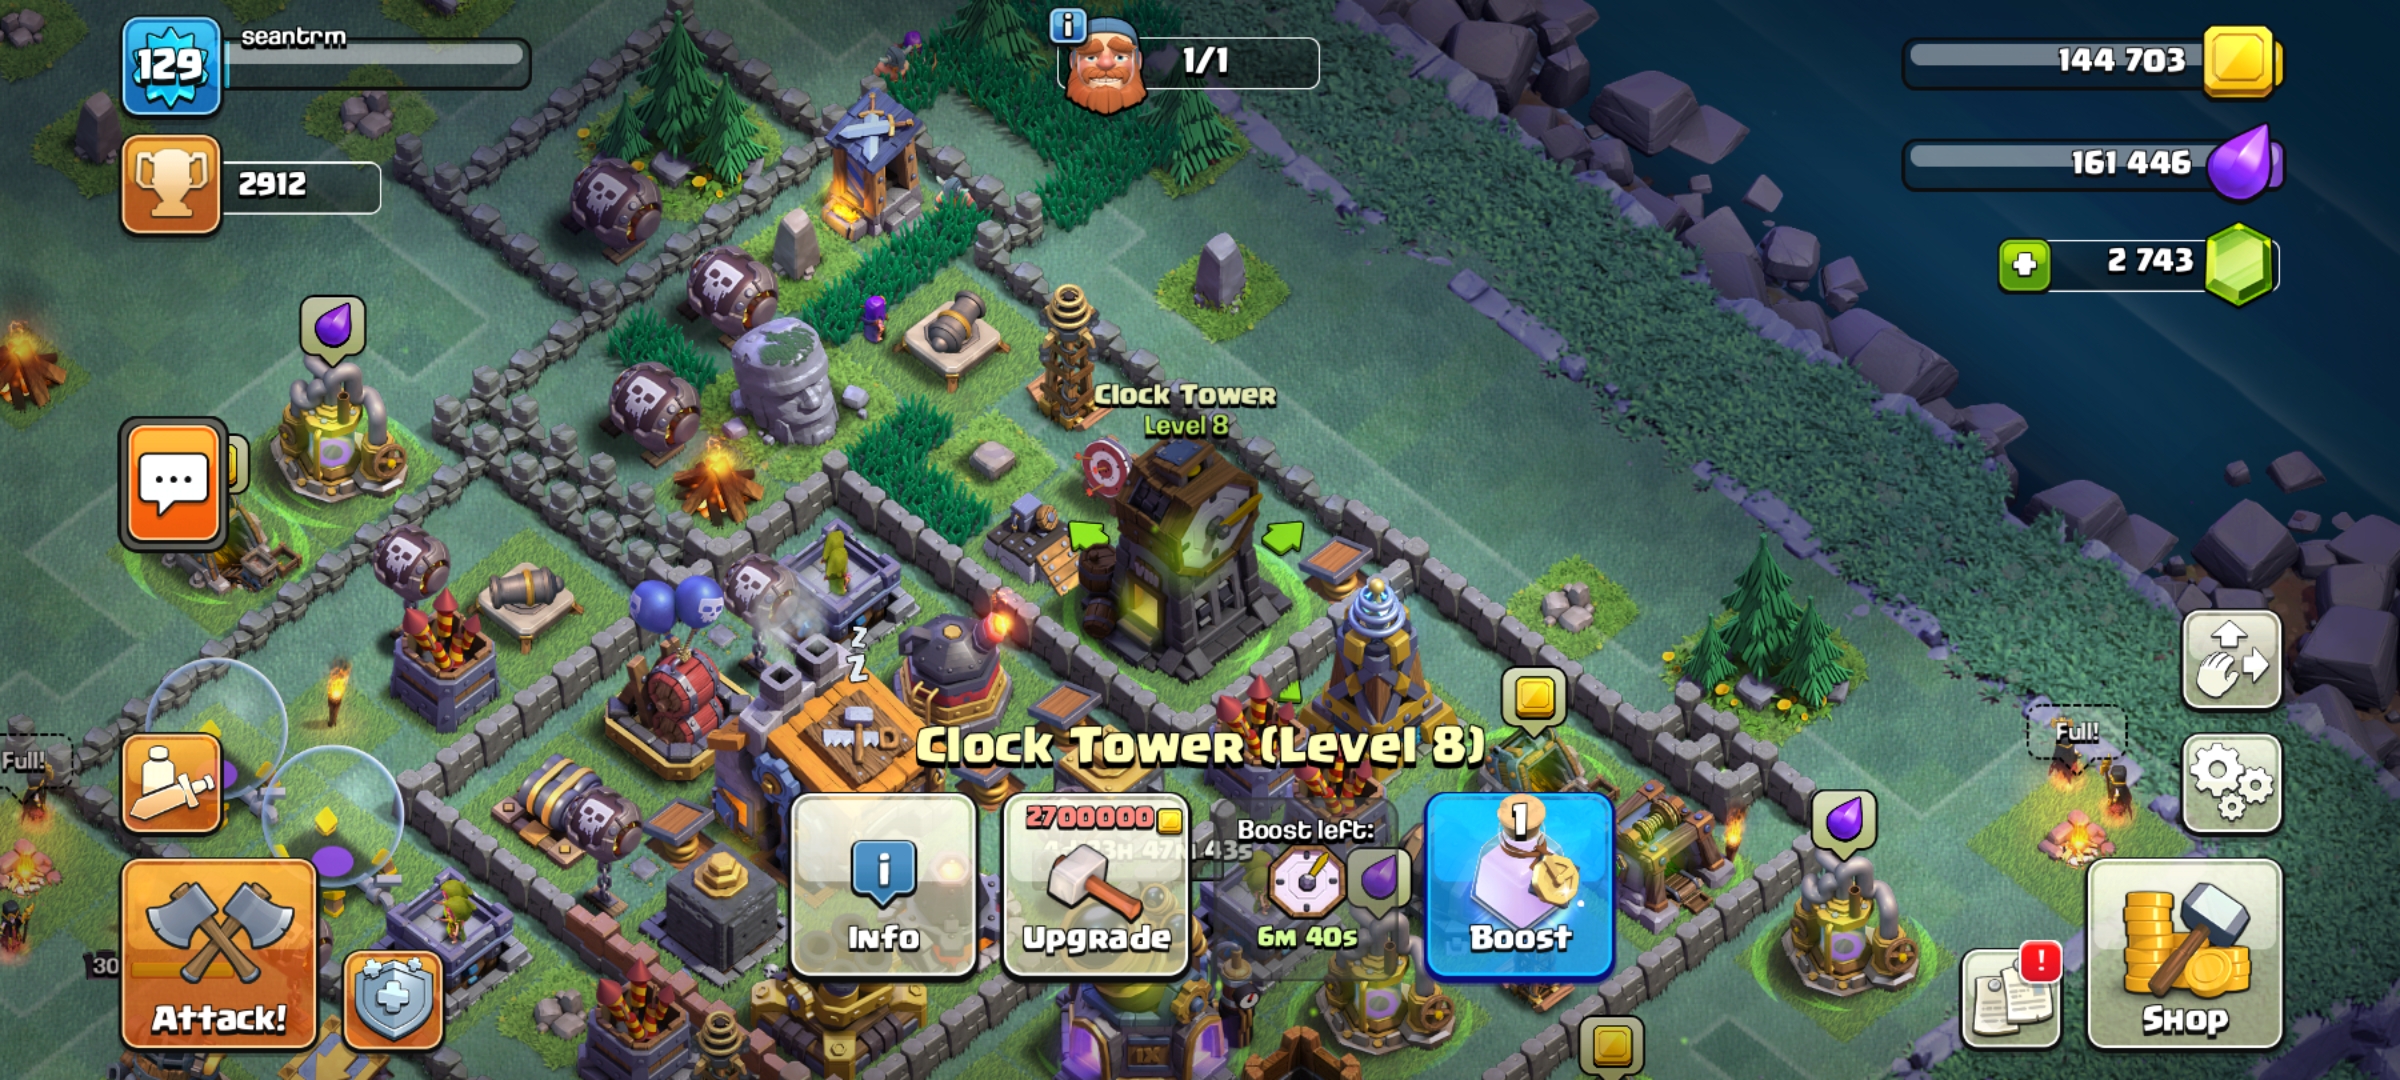 129
seantrm
1/1
144 703
2912
161 446
2 743
Clock Tower
Level 8
Z
Z
Full!
Full!
Clock Tower (Level 8)
Info
2700000
Upgrade
Boost left:
6M 40s
1
Boost
30
Attack!
!
Shop